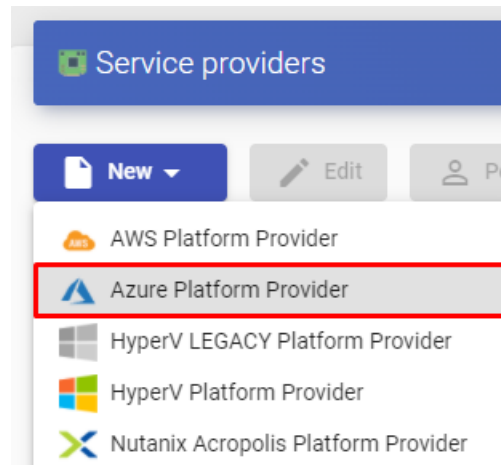 Service providers
New
Edit
AWS Platform Provider
Azure Platform Provider
HyperV LEGACY Platform Provider
HyperV Platform Provider
Nutanix Acropolis Platform Provider